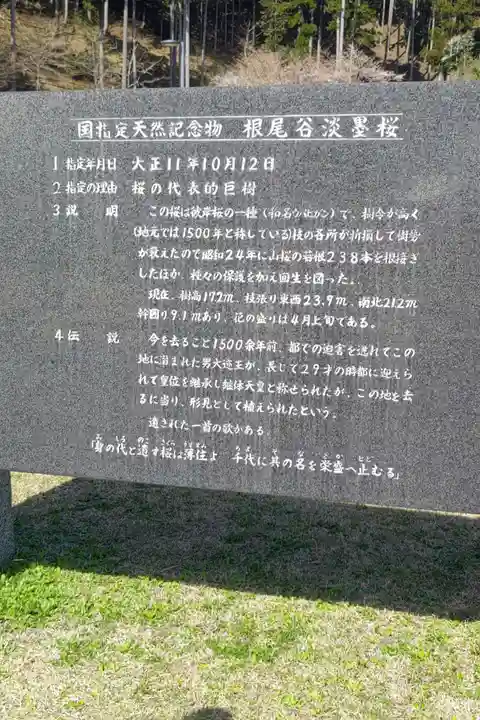 国指定天然記念物 根尾谷淡墨桜
1 指定年月日 大正11年10月12日
2 指定の理由 桜の代表的巨樹
3 説明 この桜は彼岸桜の一種(和名ウバヒガン)で、樹令が高く
(地元では1500年と称している)枝の各所が折損して樹勢
が衰えたので昭和24年に山桜の若根238本を根接ぎ
したほか、種々の保護を加え回生を図った。
現在、樹高17.2m、枝張り東西23.9m、南北21.2m
幹囲り9.1mあり、花の盛りは4月上旬である。
4 伝説 今を去ること1500余年前、都での迫害を逃れてこの
地に潜まれた男大迹王が、長じて29才の時都に迎えら
れて皇位を継承し継体天皇と称せられたが、この地を去
るに当り、形見として植えられたという。
遺された一首の歌がある。
「身の代と遺す桜は薄住よ 千代に其の名を栄盛へ止むる」